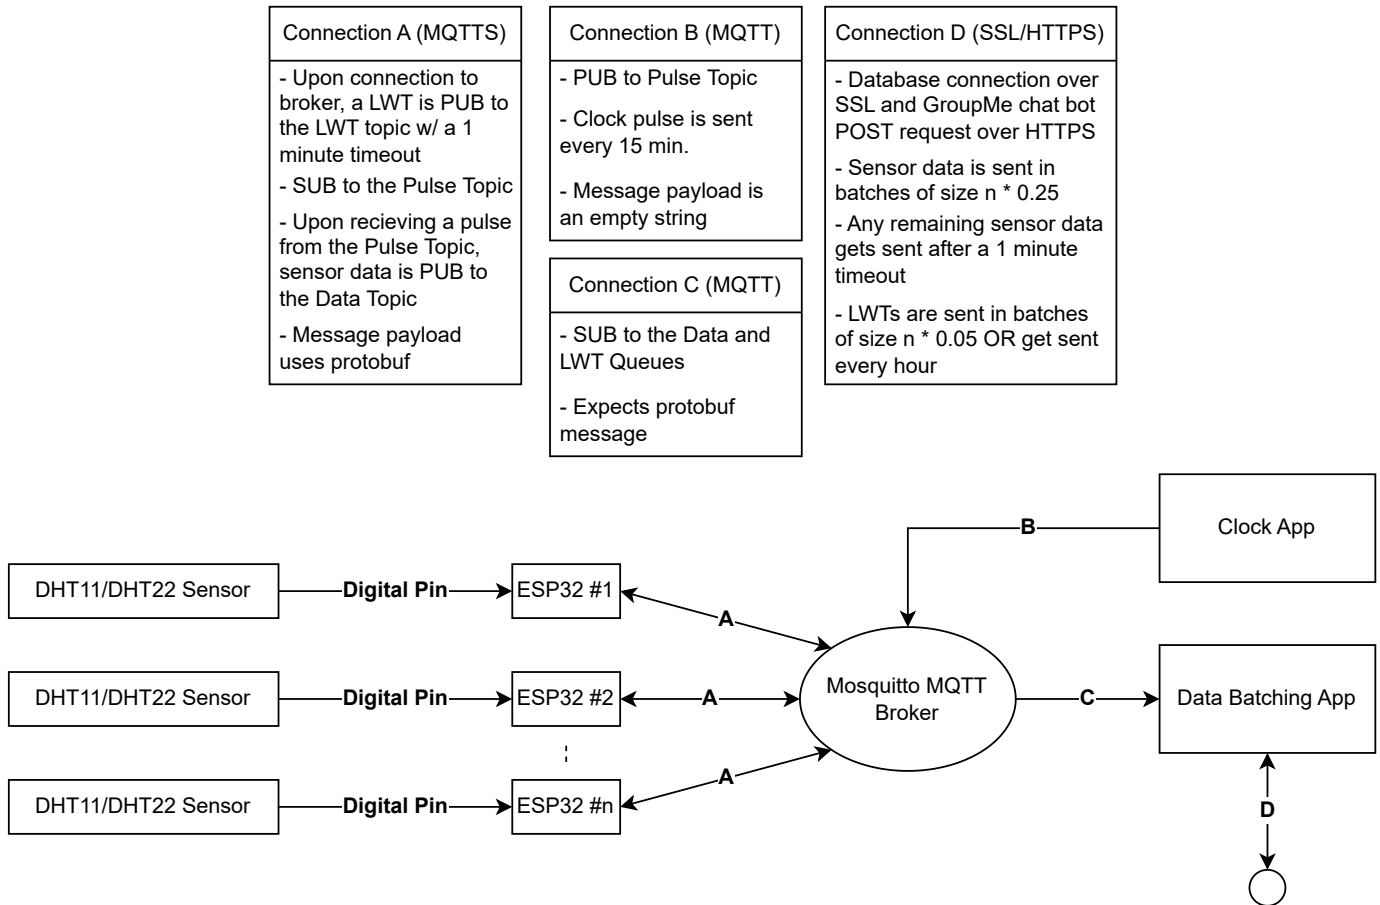 Connection A (MQTTS)
- Upon connection to
broker, a LWT is PUB to
the LWT topic w/ a 1
minute timeout
- SUB to the Pulse Topic
- Upon recieving a pulse
from the Pulse Topic,
sensor data is PUB to
the Data Topic
- Message payload
uses protobuf
Connection B (MQTT)
- PUB to Pulse Topic
- Clock pulse is sent
every 15 min.
- Message payload is
an empty string
Connection C (MQTT)
- SUB to the Data and
LWT Queues
- Expects protobuf
message
Connection D (SSL/HTTPS)
- Database connection over
SSL and GroupMe chat bot
POST request over HTTPS
- Sensor data is sent in
batches of size n * 0.25
- Any remaining sensor data
gets sent after a 1 minute
timeout
- LWTs are sent in batches
of size n * 0.05 OR get sent
every hour
Clock App
B
DHT11/DHT22 Sensor
Digital Pin
ESP32 #1
A
DHT11/DHT22 Sensor
Digital Pin
ESP32 #2
A
Mosquitto MQTT
Broker
C
Data Batching App
DHT11/DHT22 Sensor
Digital Pin
ESP32 #n
A
D